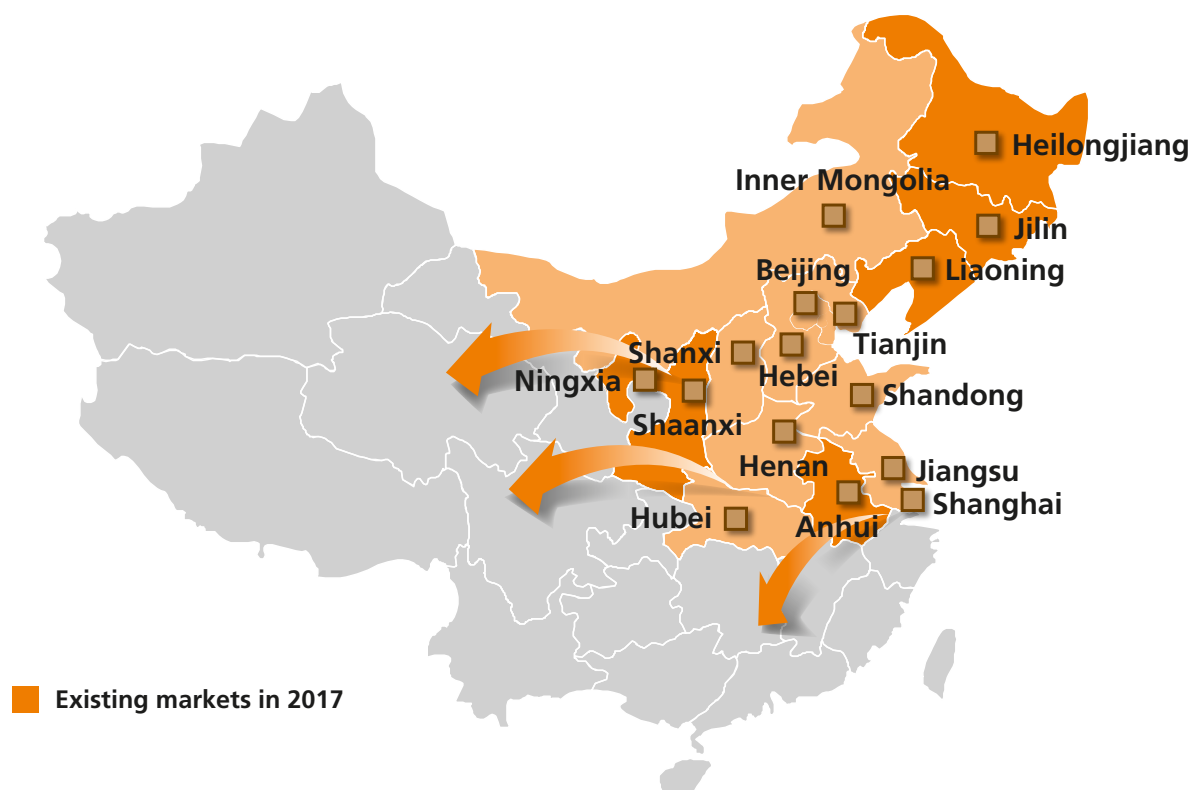 Heilongjiang
Inner Mongolia
Jilin
Beijing
Liaoning
Tianjin
Shanxi
Hebei
Ningxia
Shandong
Shaanxi
Henan
Jiangsu
Shanghai
Hubei
Anhui
Existing markets in 2017